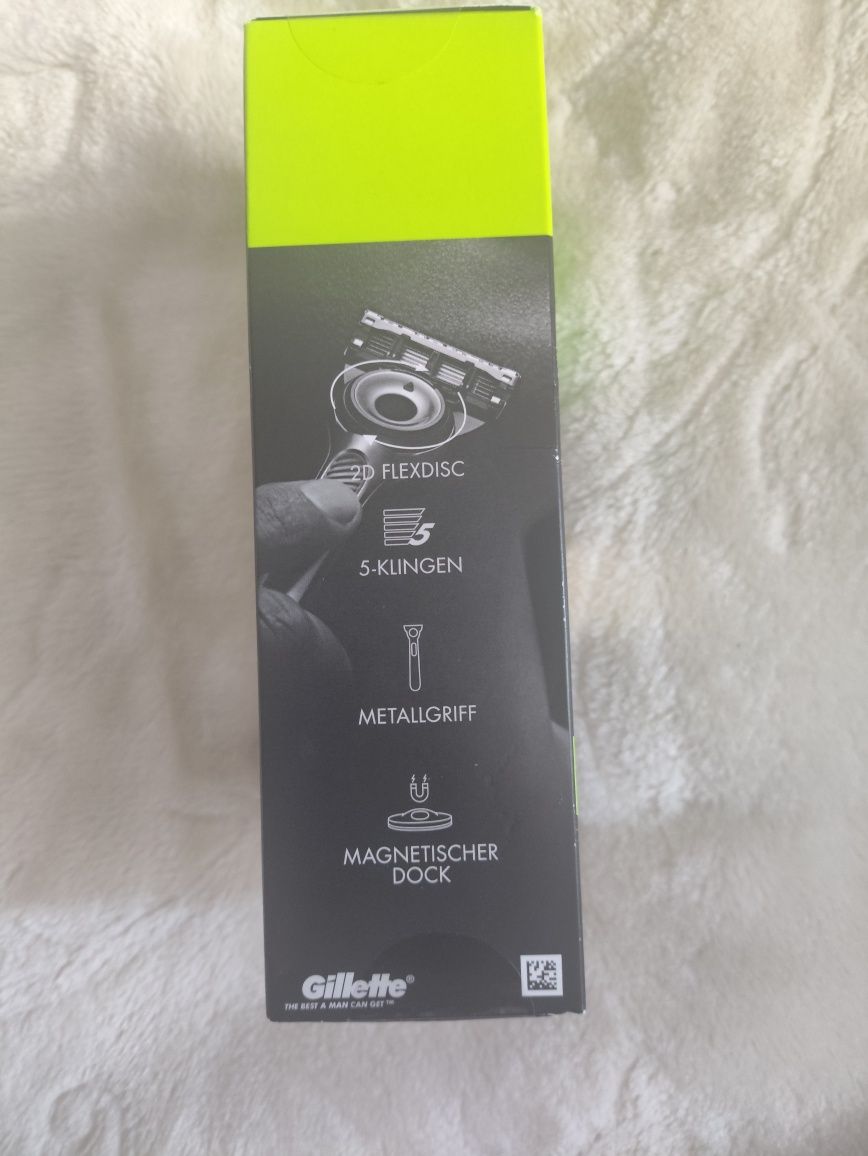 2D FLEXDISC
5
5-KLINGEN
METALLGRIFF
MAGNETISCHER
DOCK
Gillette®
THE BEST A MAN CAN GET™